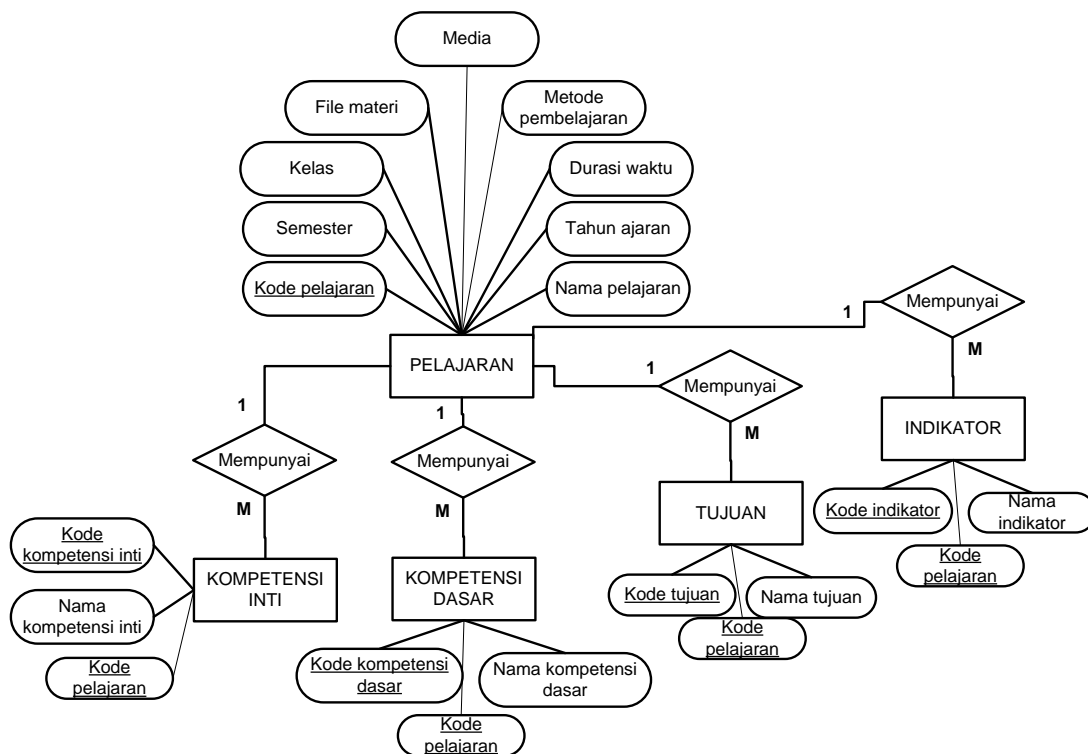 Media
File materi
Metode
pembelajaran
Kelas
Durasi waktu
Semester
Tahun ajaran
Kode pelajaran
Nama pelajaran
Mempunyai
1
M
PELAJARAN
1
Mempunyai
M
INDIKATOR
1
Mempunyai
M
1
Mempunyai
M
Kode indikator
Nama
indikator
Kode
pelajaran
TUJUAN
Kode
kompetensi inti
KOMPETENSI
INTI
KOMPETENSI
DASAR
Kode tujuan
Nama tujuan
Kode
pelajaran
Nama
kompetensi inti
Kode
pelajaran
Kode kompetensi
dasar
Nama kompetensi
dasar
Kode
pelajaran